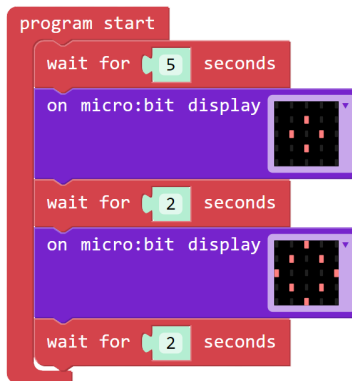 program start
wait for 5 seconds
on micro:bit display
wait for 2 seconds
on micro:bit display
wait for 2 seconds